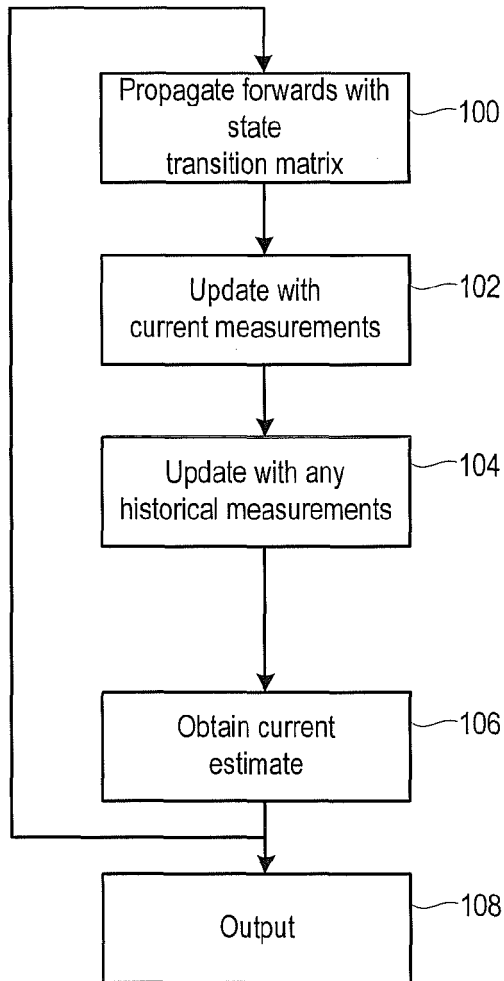 Propagate forwards with
state
transition matrix
100
Update with
current measurements
102
Update with any
historical measurements
104
Obtain current
estimate
106
Output
108